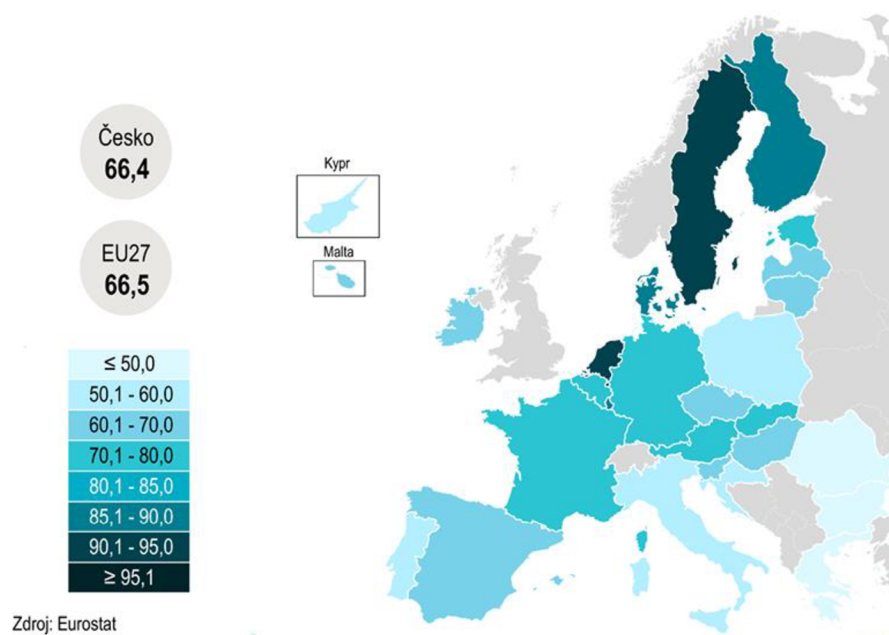 Česko
66,4
EU27
66,5
Kypr
Malta
≤ 50,0
50,1 - 60,0
60,1 - 70,0
70,1 - 80,0
80,1 - 85,0
85,1 - 90,0
90,1 - 95,0
≥ 95,1
Zdroj: Eurostat